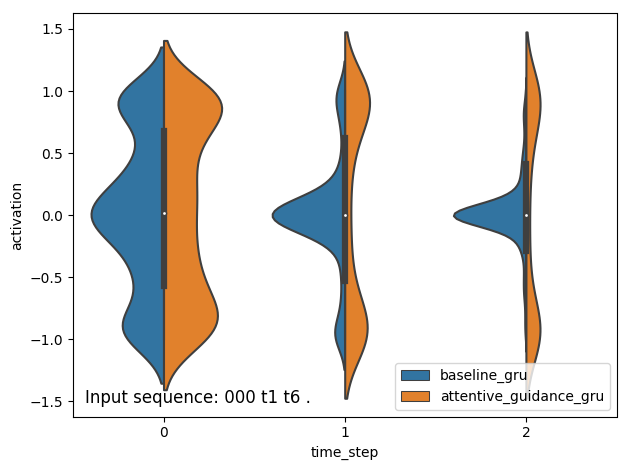 1.5
1.0
0.5
0.0
−0.5
−1.0
−1.5
activation
Input sequence: 000 t1 t6 .
baseline_gru
attentive_guidance_gru
0
1
2
time_step